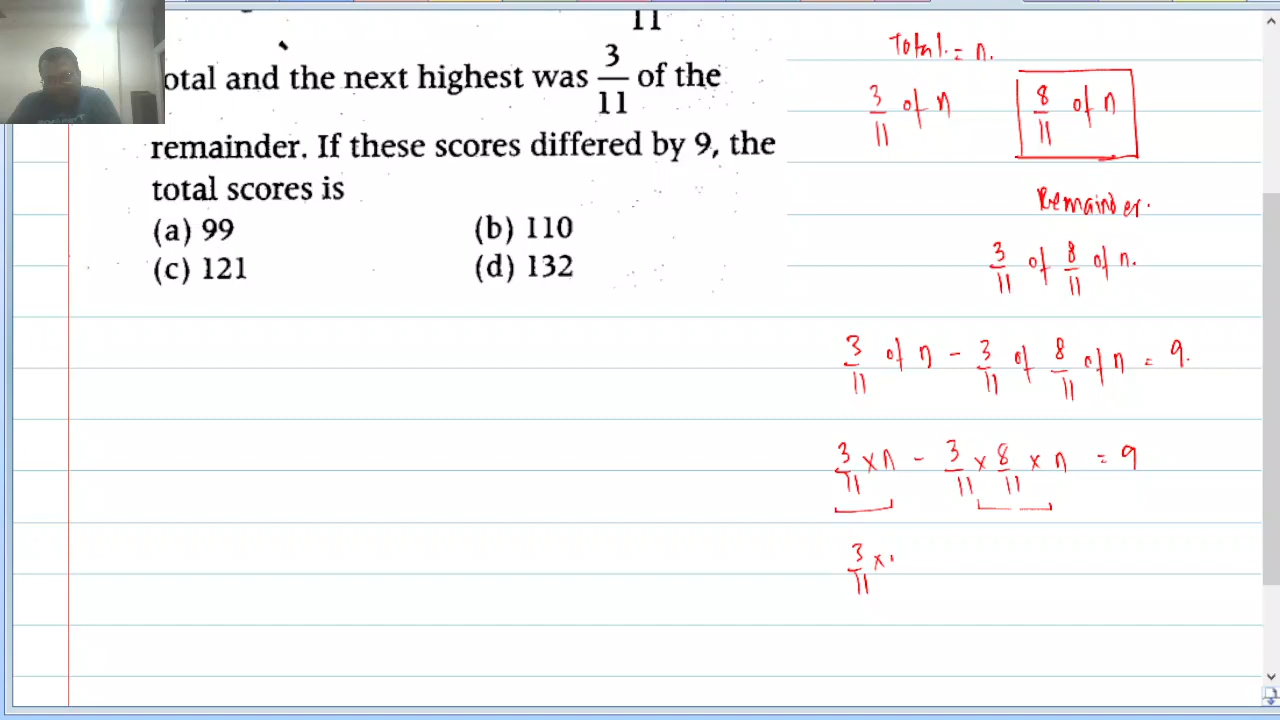 11
otal and the next highest was 3/11 of the
remainder. If these scores differed by 9, the
total scores is
(a) 99 (b) 110
(c) 121 (d) 132
Total = n.
3/11 of n 8/11 of n
Remainder.
3/11 of 8/11 of n.
3/11 of n - 3/11 of 8/11 of n = 9.
3/11 × n - 3/11 × 8/11 × n = 9
3/11 ×